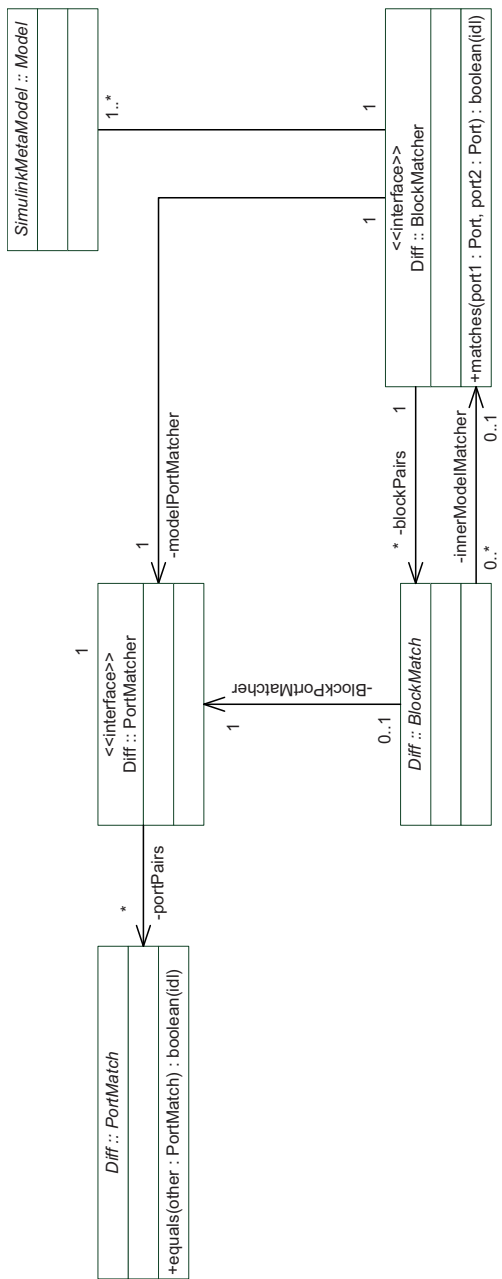 Diff :: PortMatch
+equals(other : PortMatch) : boolean(idl)
*
-portPairs
1
<<interface>>
Diff :: PortMatcher
1
-modelPortMatcher
1..*
SimulinkMetaModel :: Model
-BlockPortMatcher
1
0..1
Diff :: BlockMatch
* -blockPairs
1
-innerModelMatcher
0..*
0..1
1
1
<<interface>>
Diff :: BlockMatcher
+matches(port1 : Port, port2 : Port) : boolean(idl)